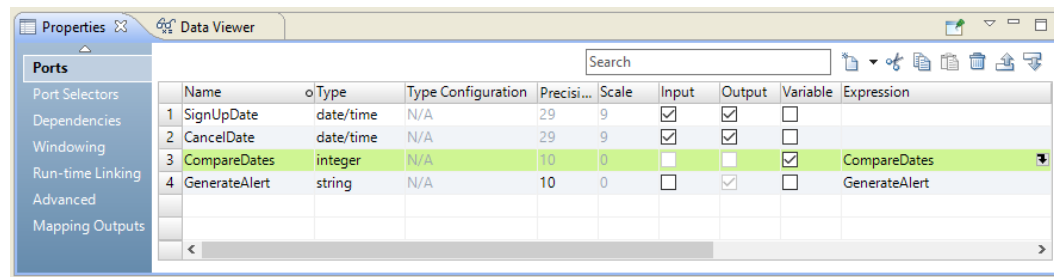 Properties Data Viewer
Search
Ports
Port Selectors
Dependencies
Windowing
Run-time Linking
Advanced
Mapping Outputs
Name Type Type Configuration Precisi... Scale Input Output Variable Expression
1 SignUpDate date/time N/A 29 9
2 CancelDate date/time N/A 29 9
3 CompareDates integer N/A 10 0 CompareDates
4 GenerateAlert string N/A 10 0 GenerateAlert